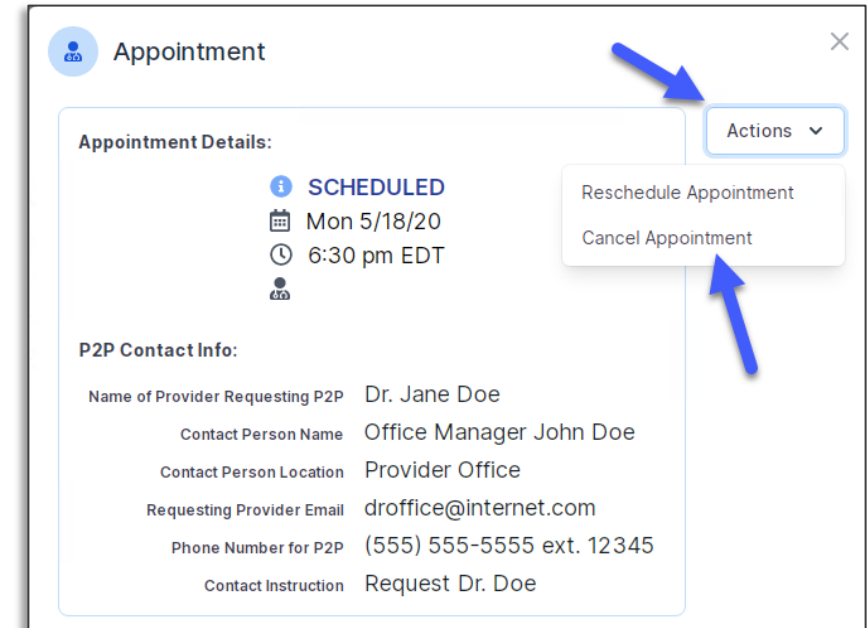 Appointment
Actions
Appointment Details:
SCHEDULED
Reschedule Appointment
Mon 5/18/20
Cancel Appointment
6:30 pm EDT
P2P Contact Info:
Name of Provider Requesting P2P Dr. Jane Doe
Contact Person Name Office Manager John Doe
Contact Person Location Provider Office
Requesting Provider Email droffice@internet.com
Phone Number for P2P (555) 555-5555 ext. 12345
Contact Instruction Request Dr. Doe